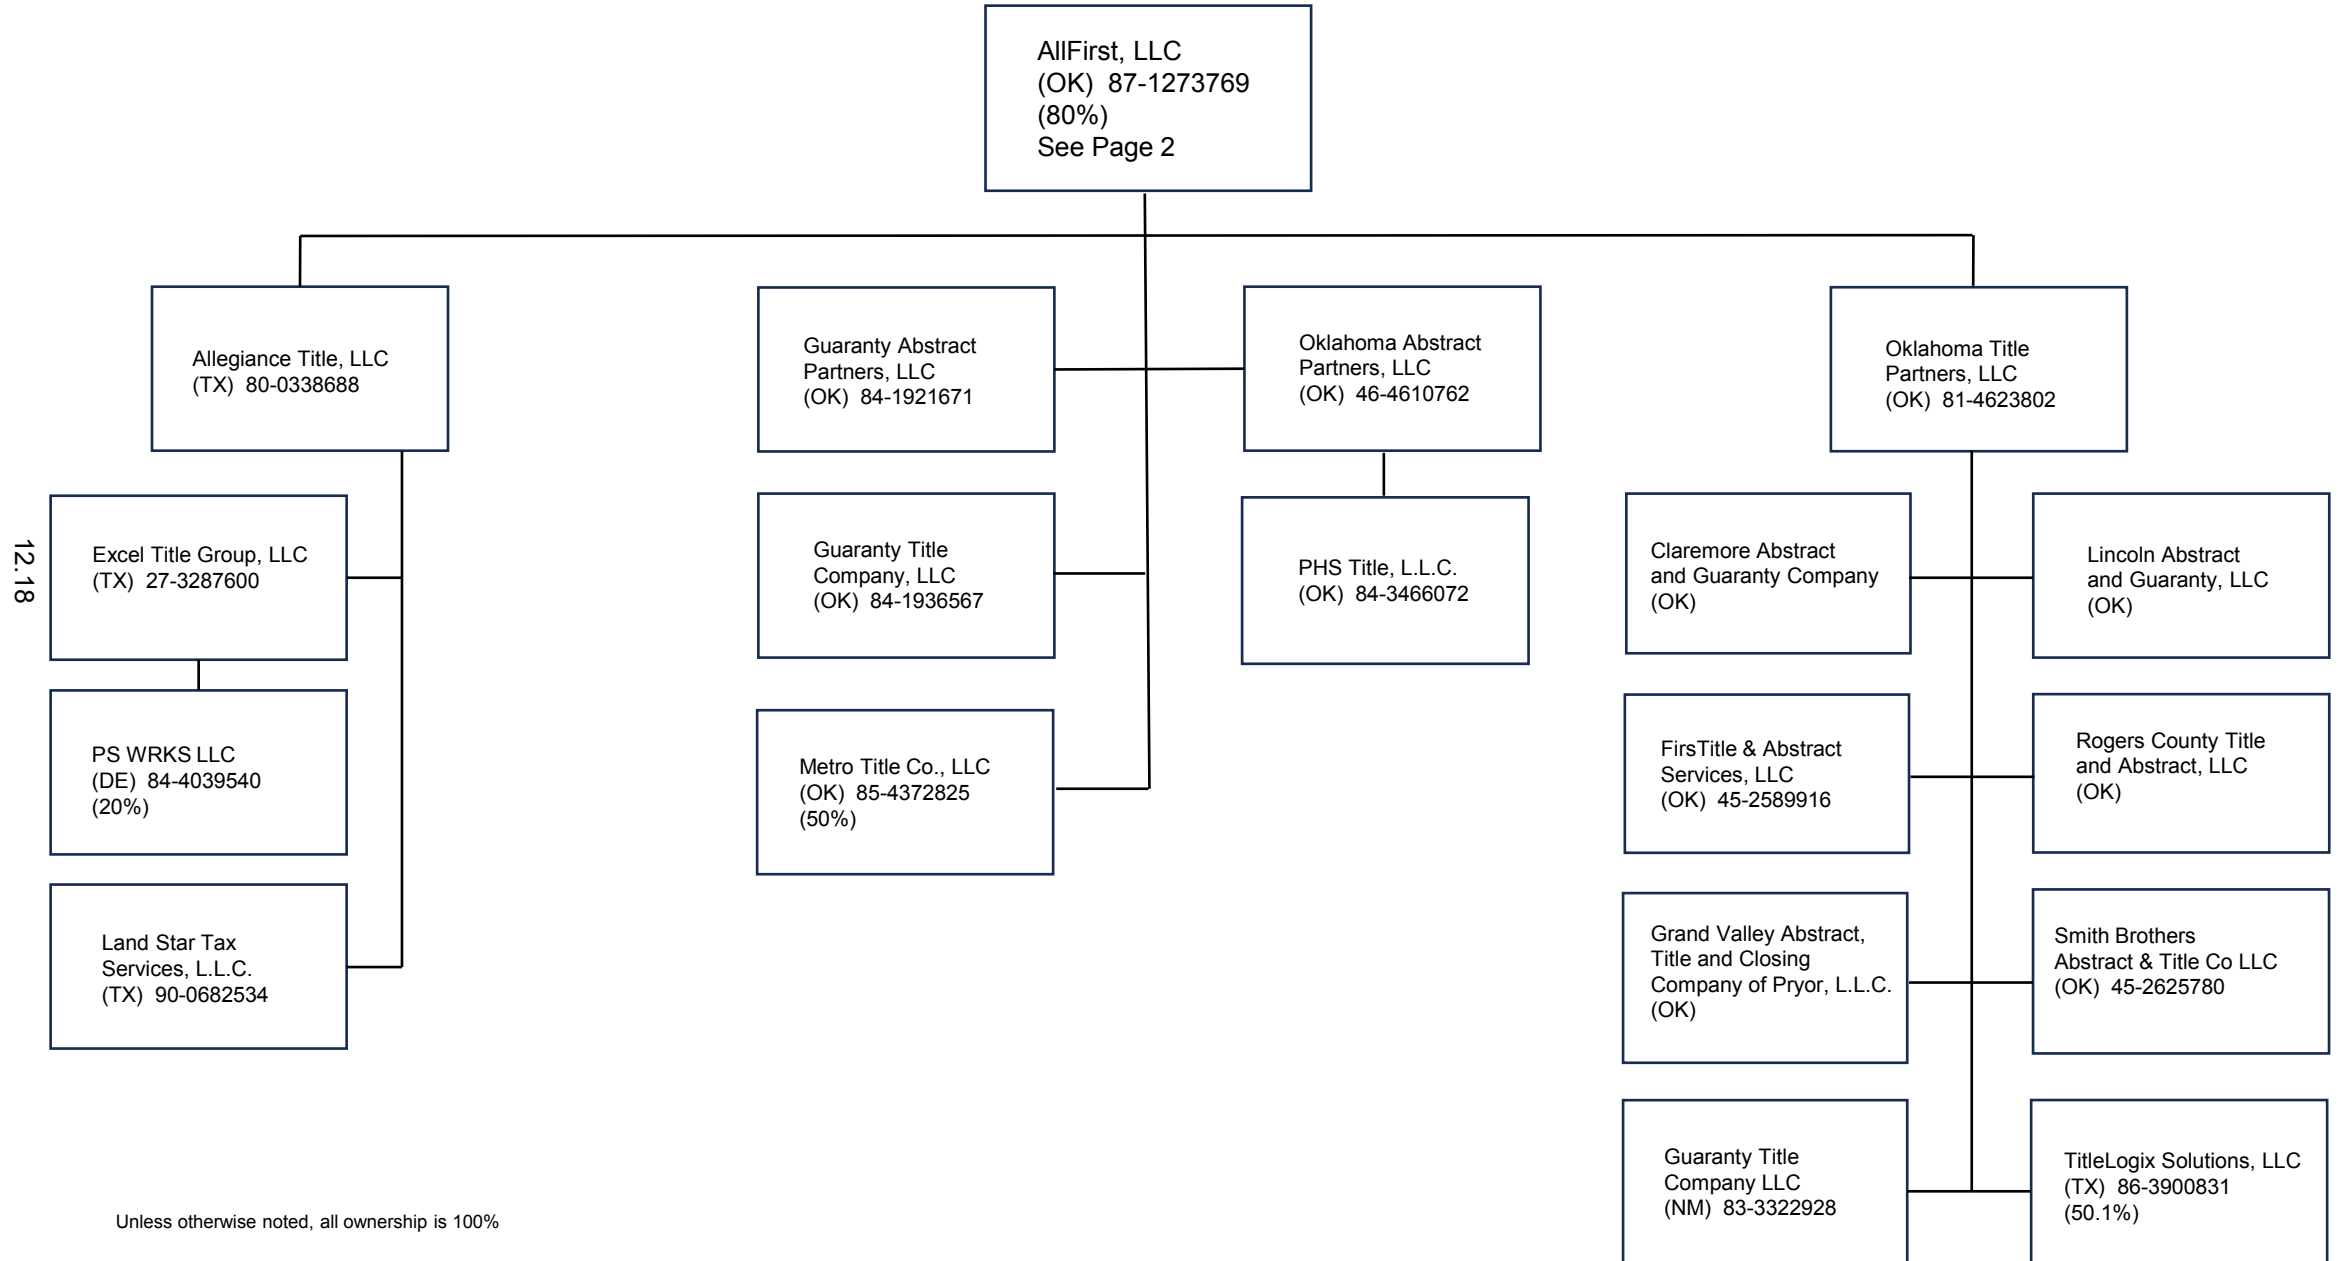 AllFirst, LLC
(OK) 87-1273769
(80%)
See Page 2
Allegiance Title, LLC
(TX) 80-0338688
Guaranty Abstract
Partners, LLC
(OK) 84-1921671
Oklahoma Abstract
Partners, LLC
(OK) 46-4610762
Oklahoma Title
Partners, LLC
(OK) 81-4623802
12.18
Excel Title Group, LLC
(TX) 27-3287600
Guaranty Title
Company, LLC
(OK) 84-1936567
PHS Title, L.L.C.
(OK) 84-3466072
Claremore Abstract
and Guaranty Company
(OK)
Lincoln Abstract
and Guaranty, LLC
(OK)
PS WRKS LLC
(DE) 84-4039540
(20%)
Metro Title Co., LLC
(OK) 85-4372825
(50%)
FirsTitle & Abstract
Services, LLC
(OK) 45-2589916
Rogers County Title
and Abstract, LLC
(OK)
Land Star Tax
Services, L.L.C.
(TX) 90-0682534
Grand Valley Abstract,
Title and Closing
Company of Pryor, L.L.C.
(OK)
Smith Brothers
Abstract & Title Co LLC
(OK) 45-2625780
Guaranty Title
Company LLC
(NM) 83-3322928
TitleLogix Solutions, LLC
(TX) 86-3900831
(50.1%)
Unless otherwise noted, all ownership is 100%